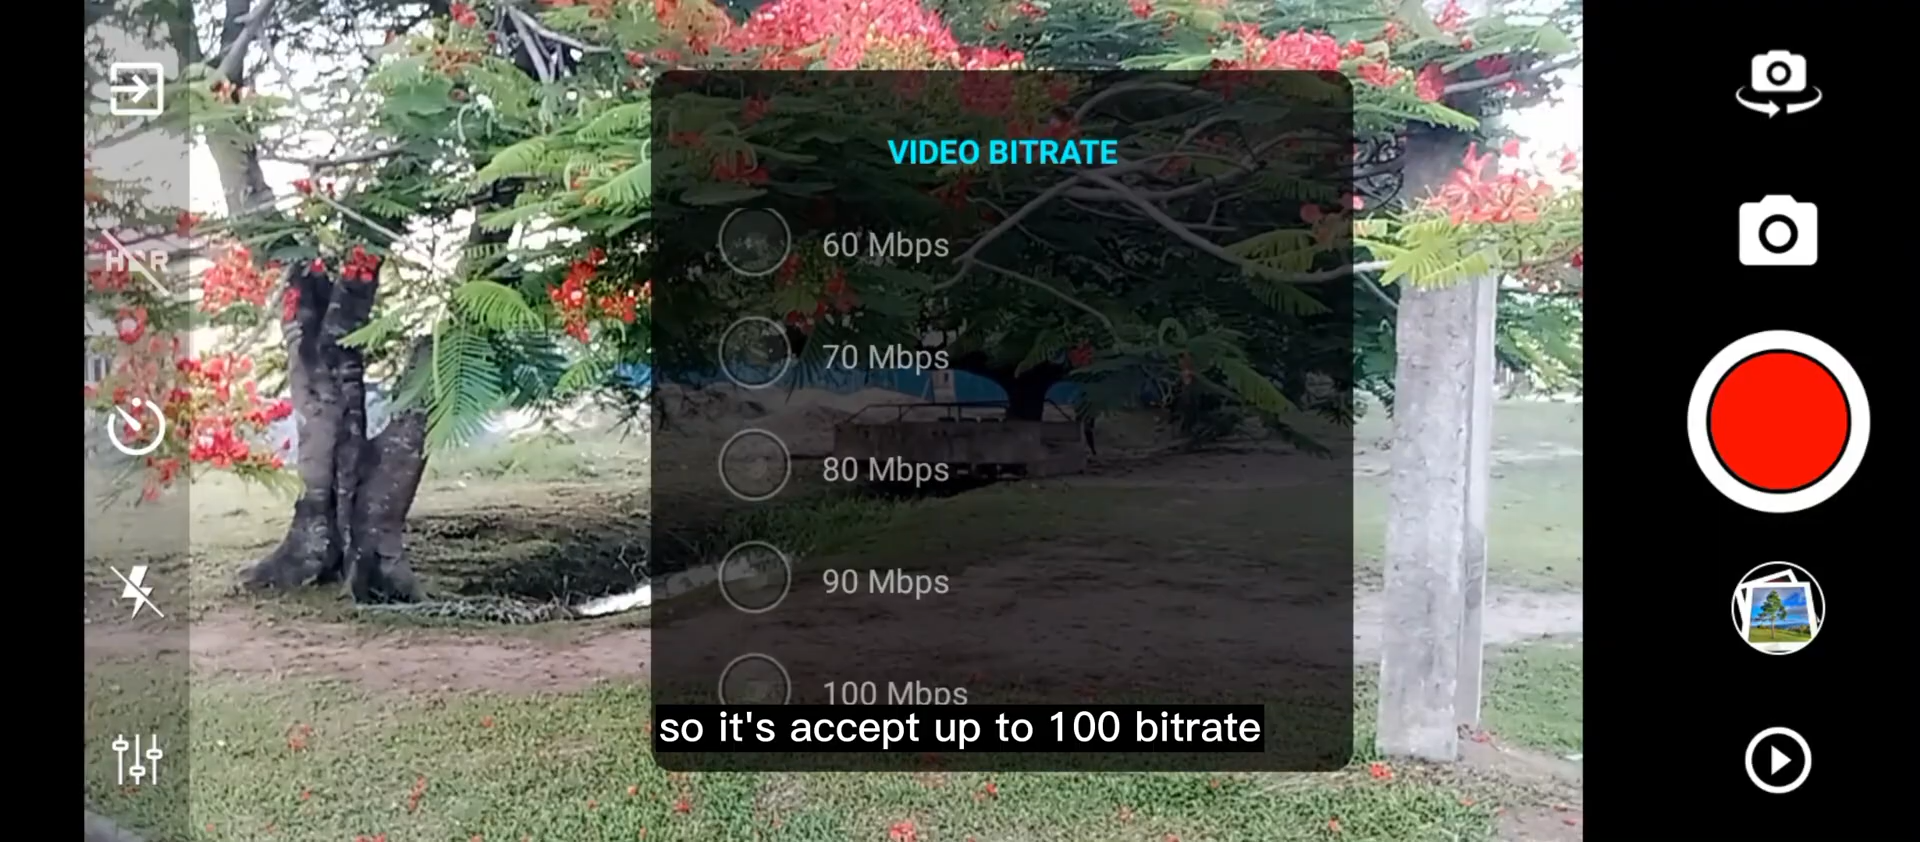 VIDEO BITRATE
HDR
60 Mbps
70 Mbps
80 Mbps
90 Mbps
100 Mbps
so it's accept up to 100 bitrate